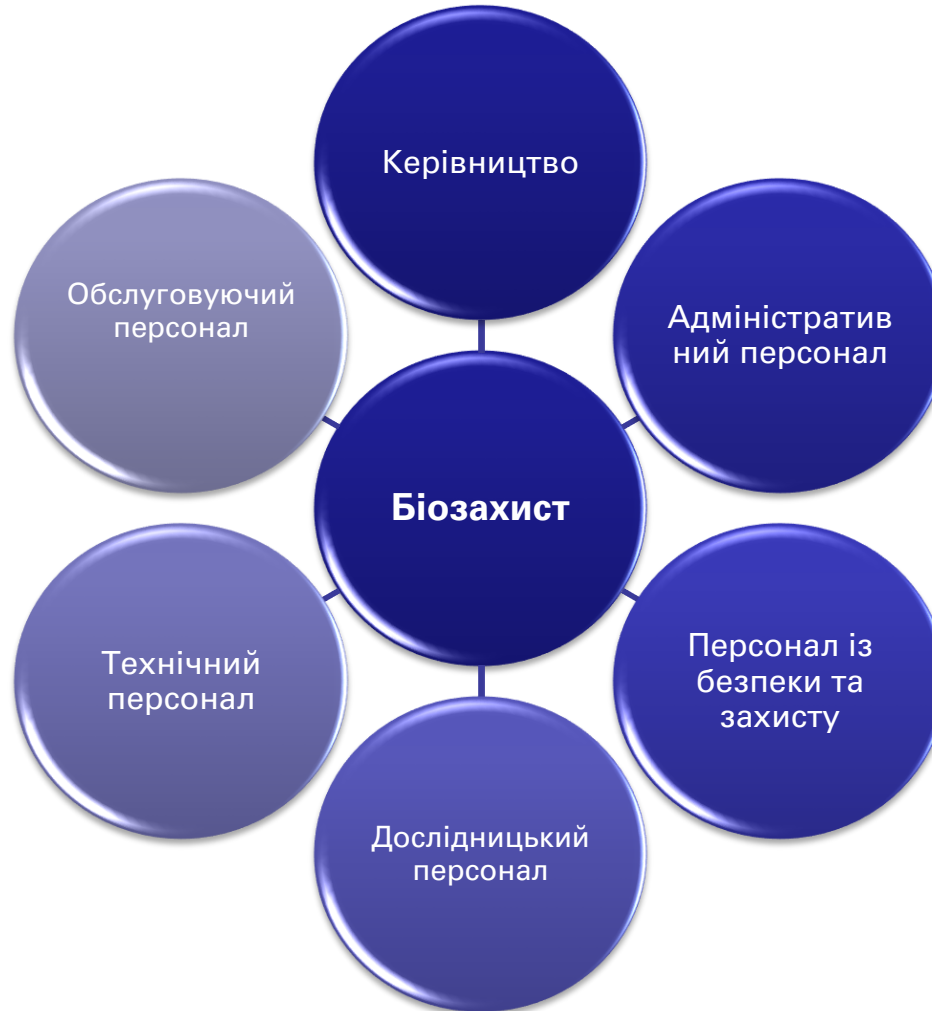 Керівництво
Адміністратив
ний персонал
Персонал із
безпеки та
захисту
Дослідницький
персонал
Технічний
персонал
Обслуговуючий
персонал
Біозахист